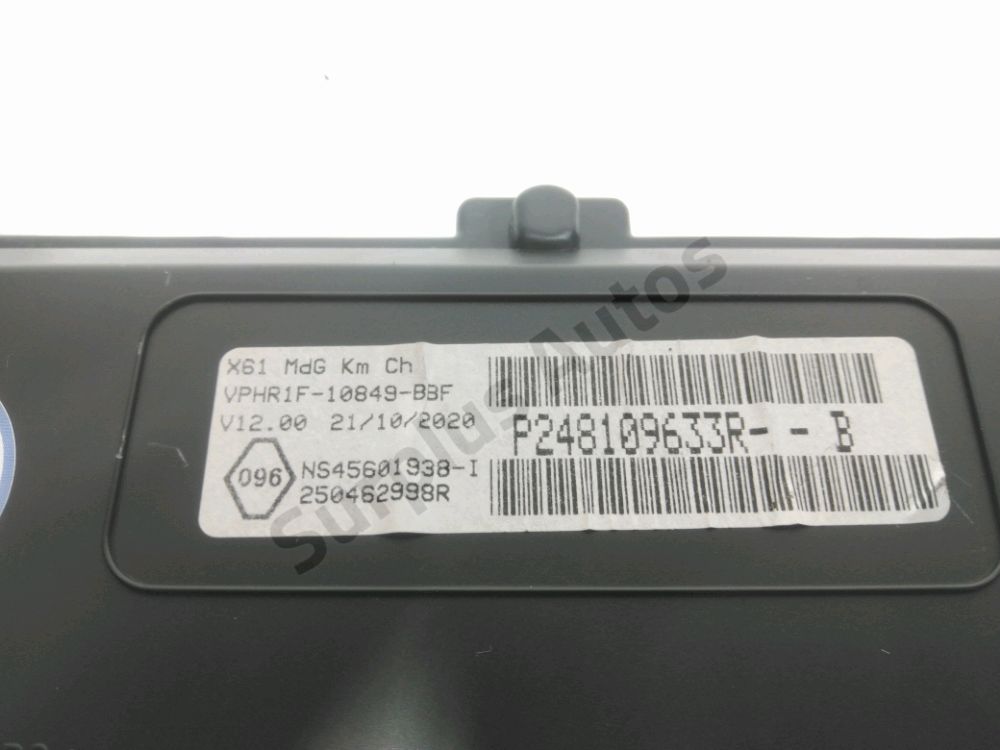 X61 MdG Km Ch
VPHR1F-10849-BBF
V12.00 21/10/2020
096
NS45601938-I
250462998R
P248109633R-- B
Surplus Autos